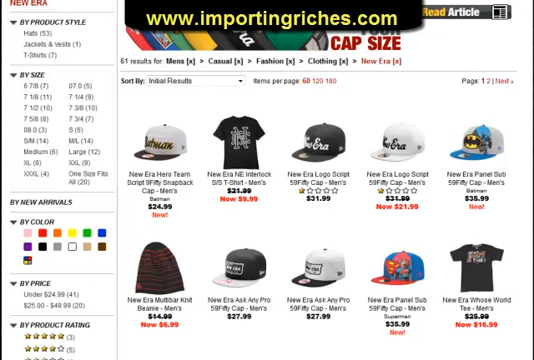 NEW ERA
www.importingriches.com
Read Article
YOUR
CAP SIZE
BY PRODUCT STYLE
Hats (53)
Jackets & Vests (1)
T-Shirts (7)
BY SIZE
6 7/8 (7) 07.0 (5)
7 1/8 (11) 7 1/4 (9)
7 1/2 (10) 7 3/8 (10)
7 5/8 (8) 7 3/4 (7)
08.0 (3) S (6)
S/M (14) M/L (14)
Medium (6) Large (12)
XL (8) XXL (9)
XXXL (4) One Size Fits
All (20)
BY NEW ARRIVALS
BY COLOR
BY PRICE
Under $24.99 (41)
$25.00 - $49.99 (20)
BY PRODUCT RATING
(3)
(5)
61 results for: Mens [x] > Casual [x] > Fashion [x] > Clothing [x] > New Era [x]
Sort By: Initial Results Items per page: 60 120 180 Page: 1 2 | Next »
New Era Hero Team
Script 9Fifty Snapback
Cap - Men's
Batman
$24.99
New!
New Era NE Interlock
S/S T-Shirt - Men's
$21.99
Now $9.99
New Era Logo Script
59Fifty Cap - Men's
$31.99
New Era Logo Script
59Fifty Cap - Men's
$31.99
Now $21.99
New Era Panel Sub
59Fifty Cap - Men's
Batman
$35.99
New!
New Era Multibar Knit
Beanie - Men's
$14.99
Now $6.99
New Era Ask Any Pro
59Fifty Cap - Men's
$27.99
New Era Ask Any Pro
59Fifty Cap - Men's
$27.99
New Era Panel Sub
59Fifty Cap - Men's
Superman
$35.99
New!
New Era Whose World
Tee - Men's
$25.99
Now $16.99